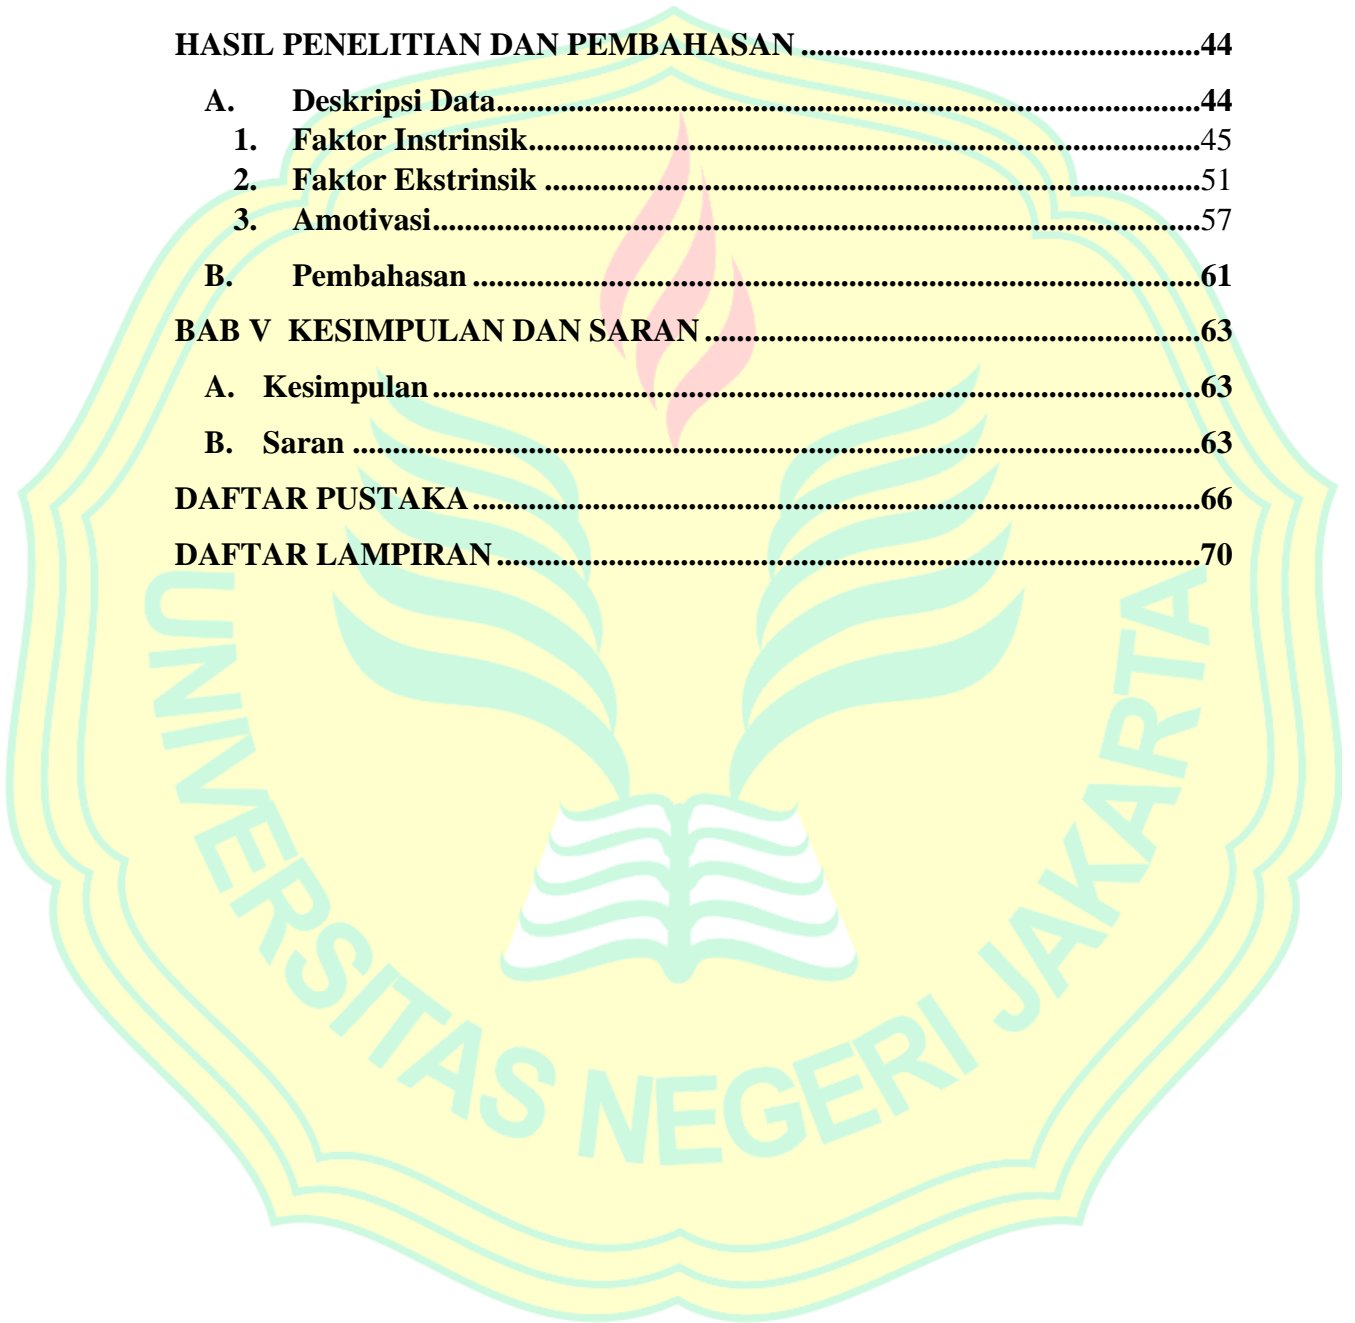 HASIL PENELITIAN DAN PEMBAHASAN ..................................................44
A. Deskripsi Data..........................................................................................44
1. Faktor Instrinsik.....................................................................................45
2. Faktor Ekstrinsik ...................................................................................51
3. Amotivasi.................................................................................................57
B. Pembahasan ............................................................................................61
BAB V KESIMPULAN DAN SARAN ...............................................................63
A. Kesimpulan .................................................................................................63
B. Saran ...........................................................................................................63
DAFTAR PUSTAKA ............................................................................................66
DAFTAR LAMPIRAN .........................................................................................70
UNIVERSITAS NEGERI JAKARTA